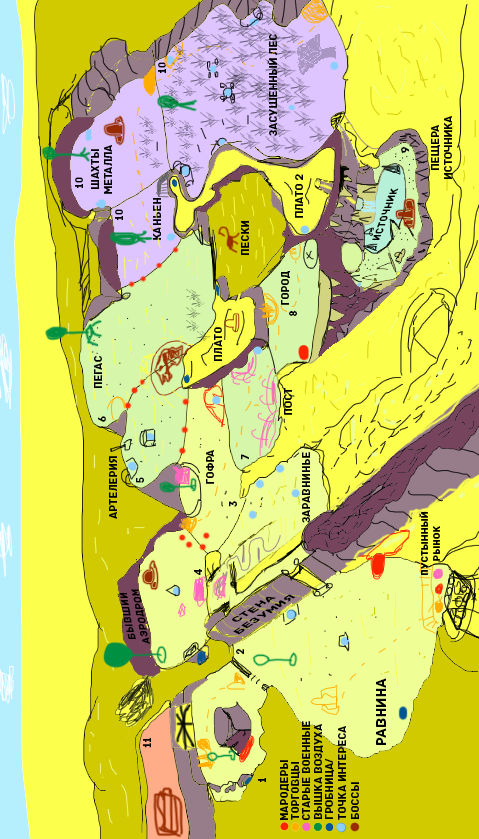 ЗАСУШЕННЫЙ ЛЕС
10
10
ШАХТЫ
МЕТАЛЛА
10
КАНЬЕН
ПЕЩЕРА
ИСТОЧНИКА
9
ИСТОЧНИК
ПЛАТО 2
ПЕСКИ
ГОРОД
8
ПЛАТО
ПЕГАС
6
ПОСТ
7
АРТЕЛЕРИЯ
5
ГОФРА
3
ЗАРАВНИНЬЕ
4
БЫВШИЙ
АЭРОДРОМ
СТЕНА
БЕЗУМИЯ
ПУСТЫННЫЙ
РЫНОК
2
РАВНИНА
1
11
МАРОДЕРЫ
ТОРГОВЦЫ
СТАРЫЕ ВОЕННЫЕ
ВЫШКА ВОЗДУХА
ГРОБНИЦА/
ТОЧКА ИНТЕРЕСА
БОССЫ